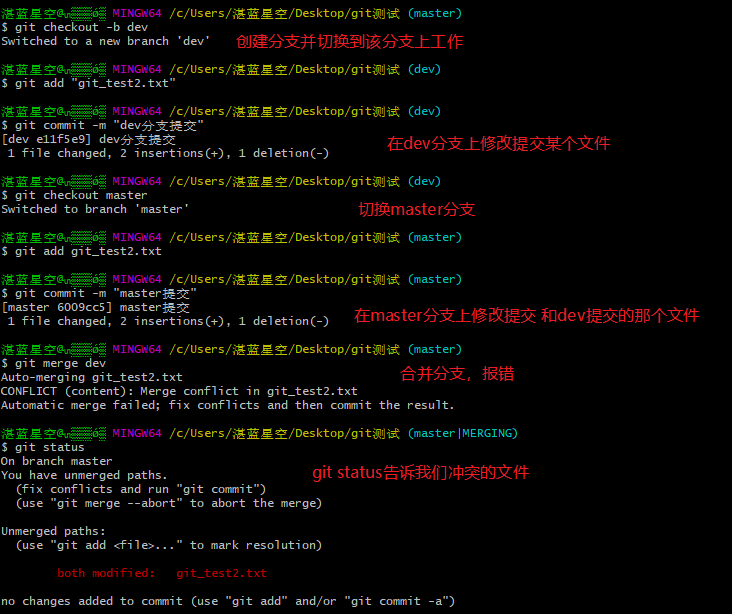 湛蓝星空@ MINGW64 /c/Users/湛蓝星空/Desktop/git测试 (master)
$ git checkout -b dev
Switched to a new branch 'dev' 创建分支并切换到该分支上工作
湛蓝星空@ MINGW64 /c/Users/湛蓝星空/Desktop/git测试 (dev)
$ git add "git_test2.txt"
湛蓝星空@ MINGW64 /c/Users/湛蓝星空/Desktop/git测试 (dev)
$ git commit -m "dev分支提交"
[dev e11f5e9] dev分支提交 在dev分支上修改提交某个文件
1 file changed, 2 insertions(+), 1 deletion(-)
湛蓝星空@ MINGW64 /c/Users/湛蓝星空/Desktop/git测试 (dev)
$ git checkout master
Switched to branch 'master' 切换master分支
湛蓝星空@ MINGW64 /c/Users/湛蓝星空/Desktop/git测试 (master)
$ git add git_test2.txt
湛蓝星空@ MINGW64 /c/Users/湛蓝星空/Desktop/git测试 (master)
$ git commit -m "master提交"
[master 6009cc5] master提交 在master分支上修改提交 和dev提交的那个文件
1 file changed, 2 insertions(+), 1 deletion(-)
湛蓝星空@ MINGW64 /c/Users/湛蓝星空/Desktop/git测试 (master)
$ git merge dev
Auto-merging git_test2.txt 合并分支，报错
CONFLICT (content): Merge conflict in git_test2.txt
Automatic merge failed; fix conflicts and then commit the result.
湛蓝星空@ MINGW64 /c/Users/湛蓝星空/Desktop/git测试 (master|MERGING)
$ git status
On branch master
You have unmerged paths. git status告诉我们冲突的文件
(fix conflicts and run "git commit")
(use "git merge --abort" to abort the merge)
Unmerged paths:
(use "git add <file>..." to mark resolution)
both modified: git_test2.txt
no changes added to commit (use "git add" and/or "git commit -a")